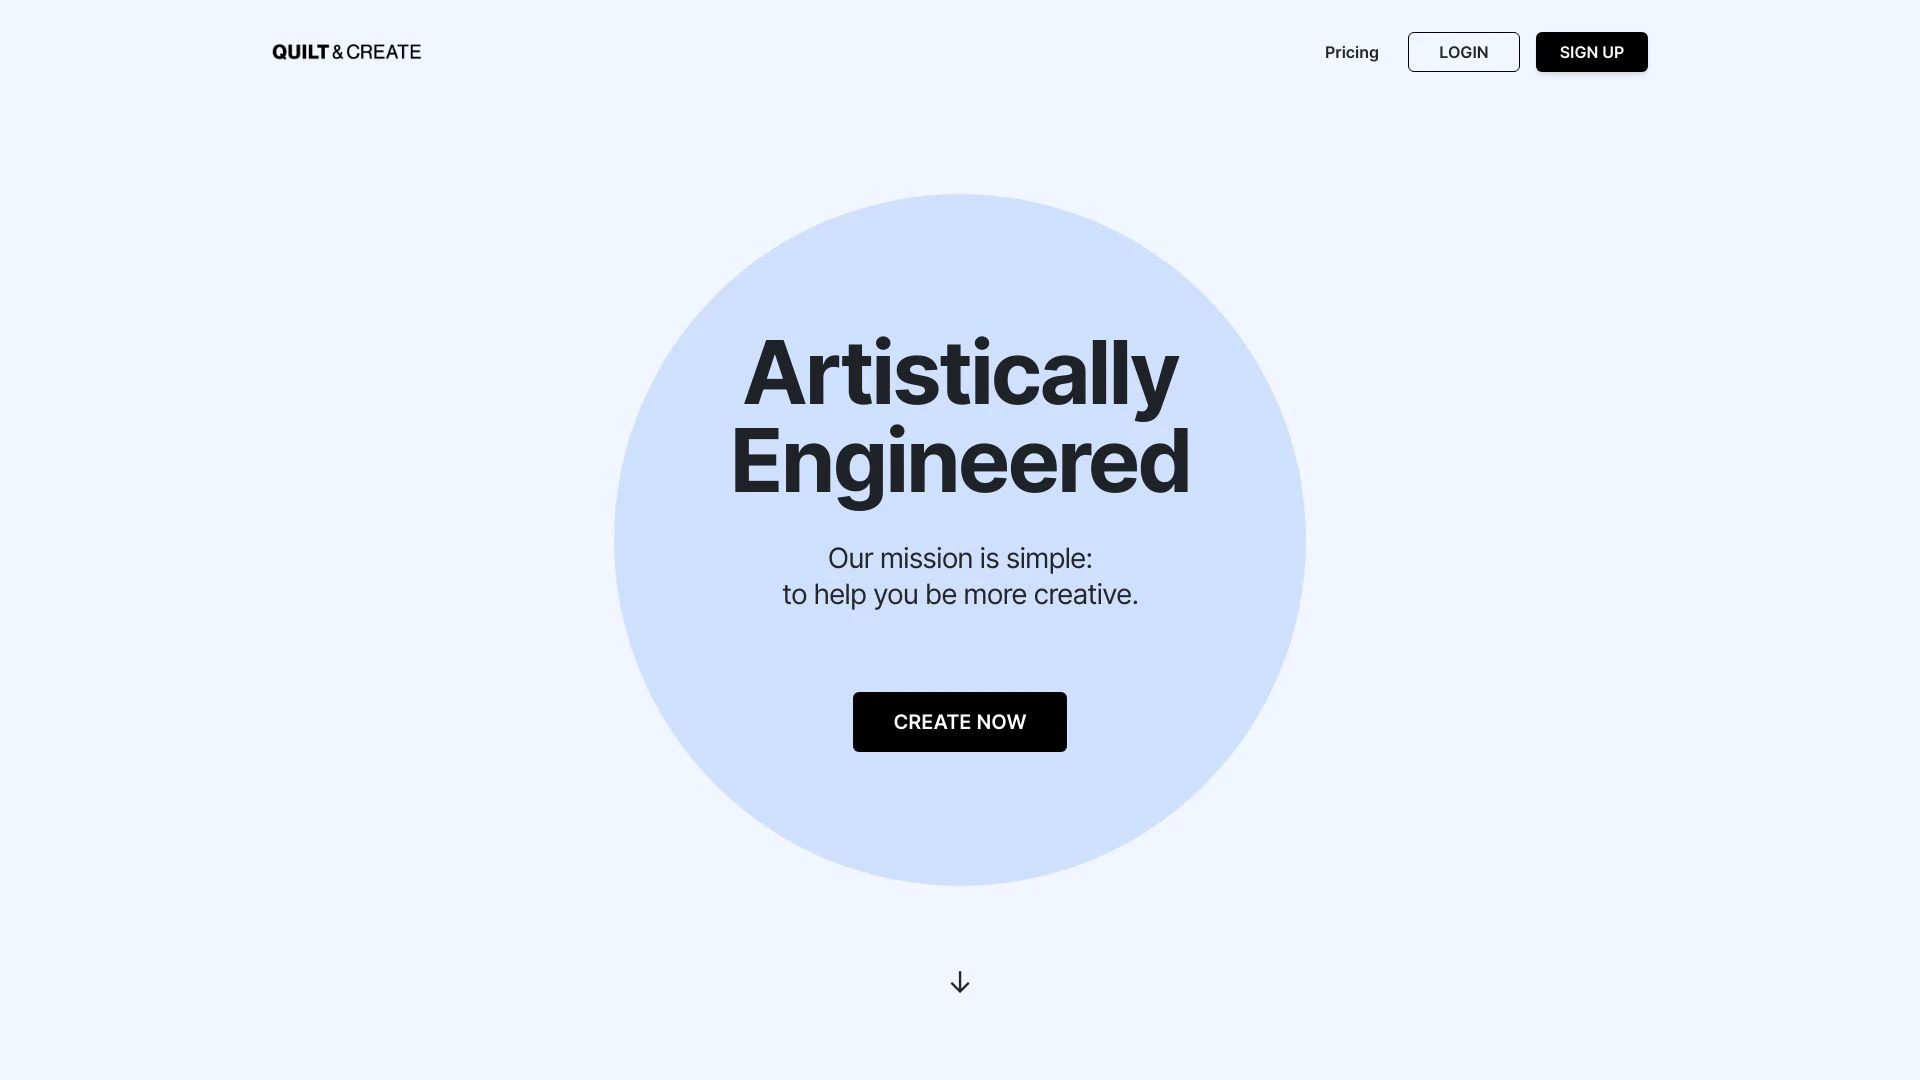 QUILT & CREATE
Pricing
LOGIN
SIGN UP
Artistically
Engineered
Our mission is simple:
to help you be more creative.
CREATE NOW